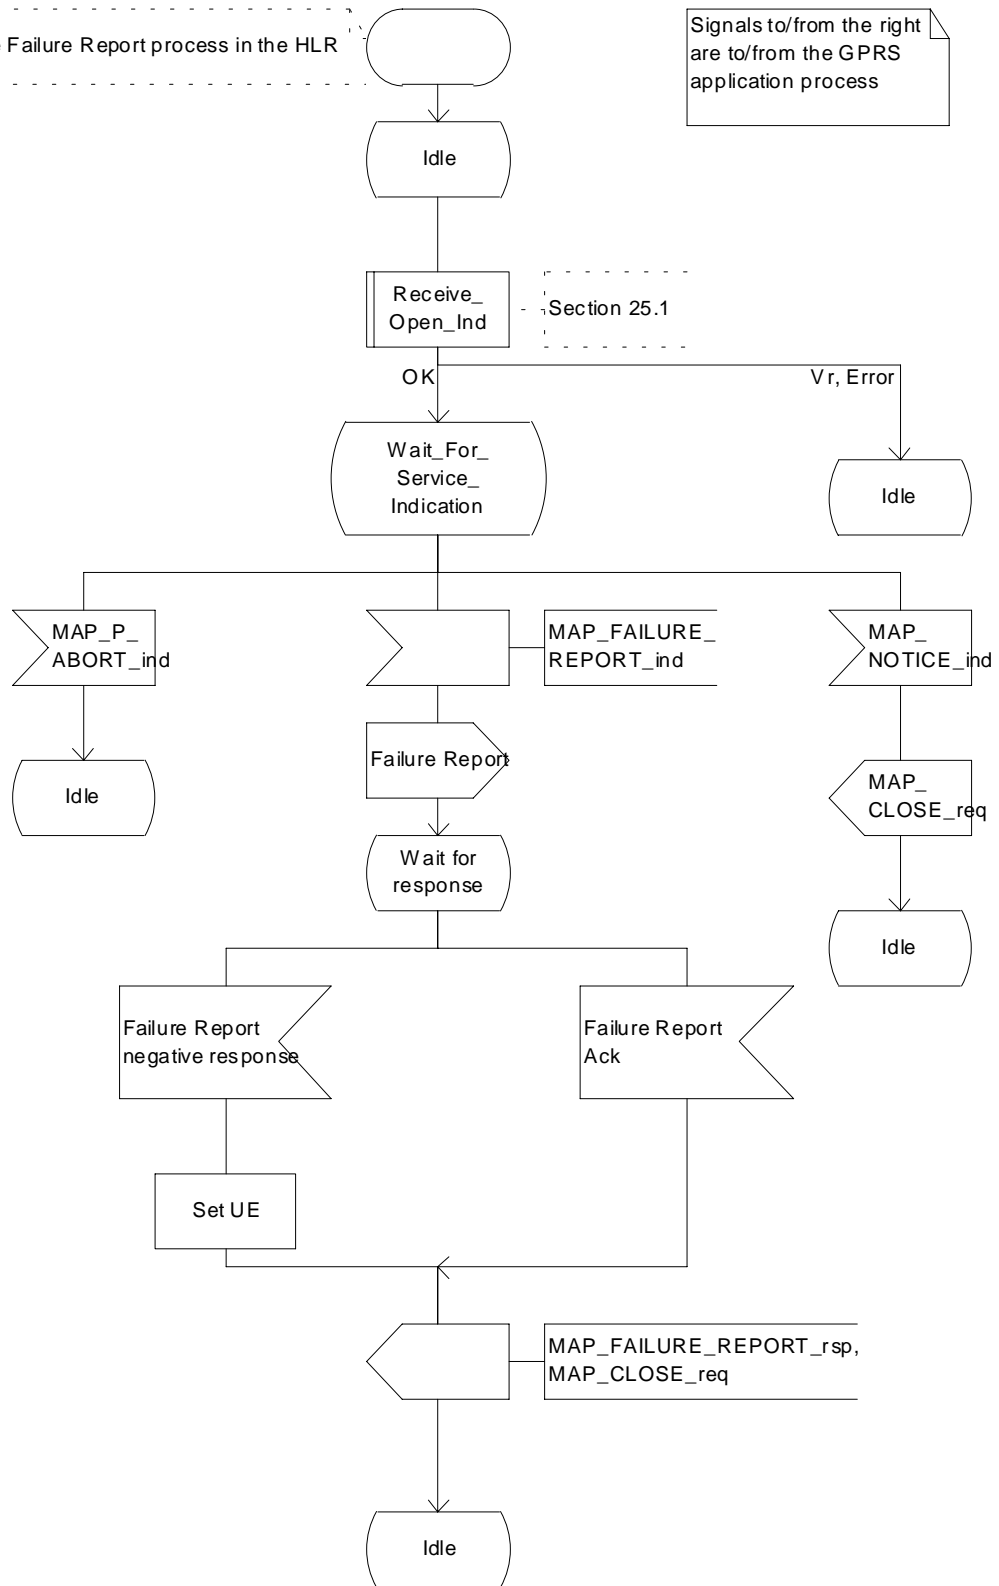 Failure Report process in the HLR
Signals to/from the right
are to/from the GPRS
application process
Idle
Receive_
Open_Ind
Section 25.1
OK
Vr, Error
Wait_For_
Service_
Indication
Idle
MAP_P_
ABORT_ind
MAP_FAILURE_
REPORT_ind
MAP_
NOTICE_ind
Failure Report
Idle
MAP_
CLOSE_req
Wait for
response
Idle
Failure Report
negative response
Failure Report
Ack
Set UE
MAP_FAILURE_REPORT_rsp,
MAP_CLOSE_req
Idle